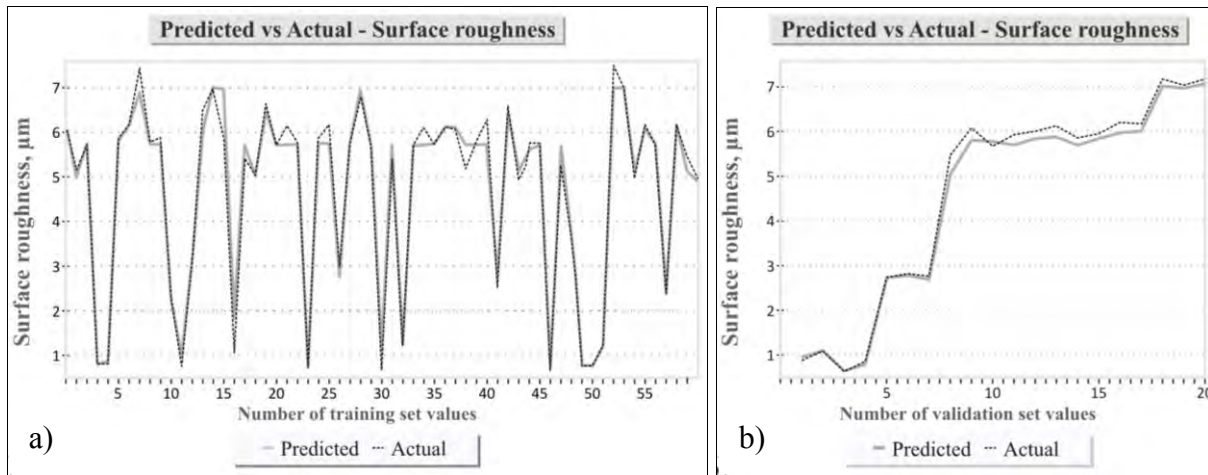 Predicted vs Actual - Surface roughness
Surface roughness, µm
7
6
5
4
3
2
1
5 10 15 20 25 30 35 40 45 50 55
Number of training set values
Predicted Actual
a)
Predicted vs Actual - Surface roughness
Surface roughness, µm
7
6
5
4
3
2
1
5 10 15 20
Number of validation set values
Predicted Actual
b)